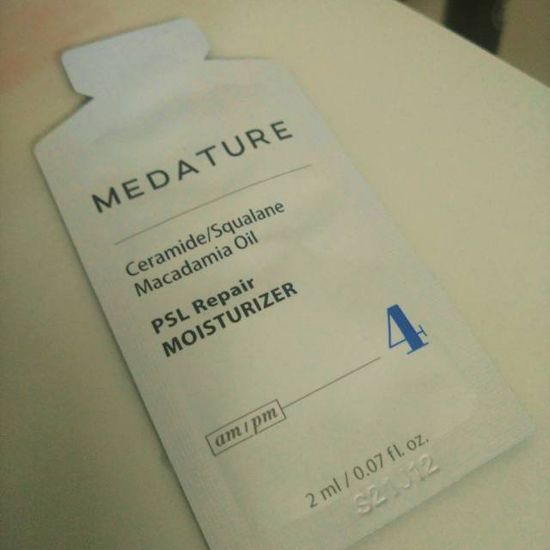 MEDATURE
Ceramide/Squalane
Macadamia Oil
PSL Repair
MOISTURIZER
4
am/pm
2 ml / 0.07 fl. oz.